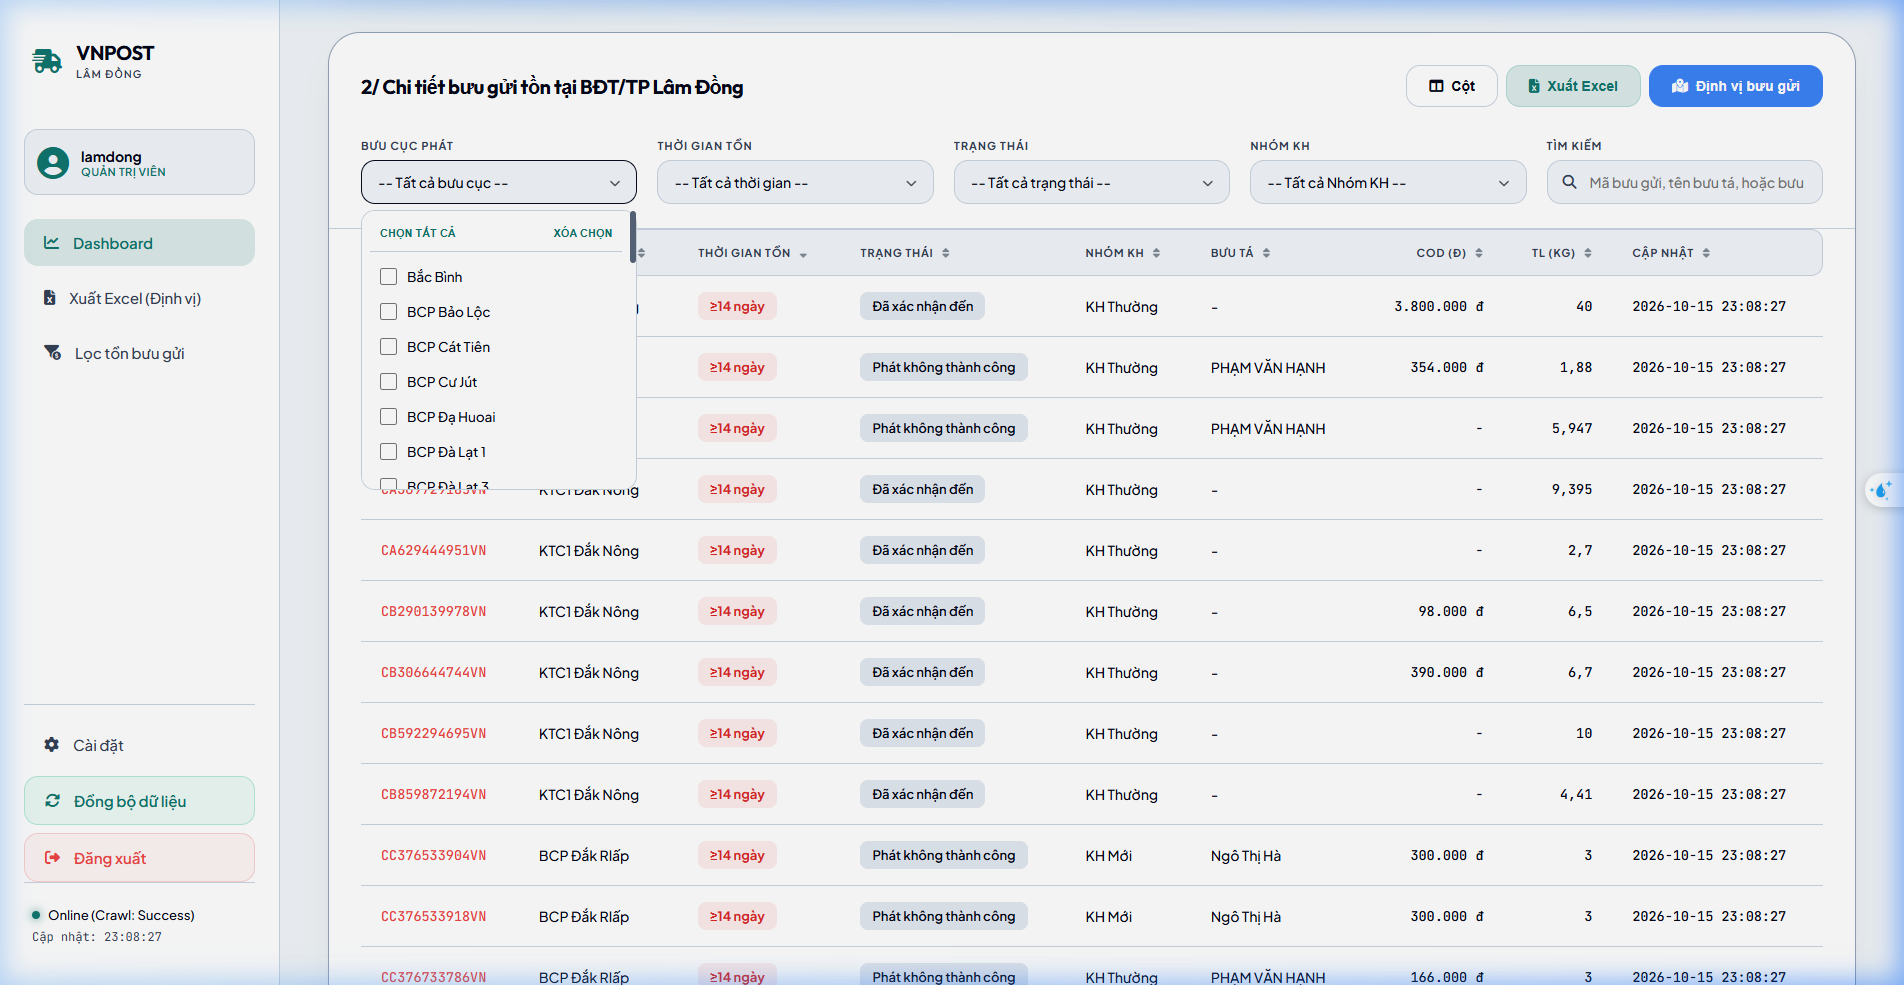 VNPOST
LÂM ĐỒNG
lamdong
QUẢN TRỊ VIÊN
Dashboard
Xuất Excel (Định vị)
Lọc tồn bưu gửi
Cài đặt
Đồng bộ dữ liệu
Đăng xuất
Online (Crawl: Success)
Cập nhật: 23:08:27
2/ Chi tiết bưu gửi tồn tại BĐT/TP Lâm Đồng
Cột
Xuất Excel
Định vị bưu gửi
BƯU CỤC PHÁT
THỜI GIAN TỒN
TRẠNG THÁI
NHÓM KH
TÌM KIẾM
-- Tất cả bưu cục --
-- Tất cả thời gian --
-- Tất cả trạng thái --
-- Tất cả Nhóm KH --
Mã bưu gửi, tên bưu tá, hoặc bưu
CHỌN TẤT CẢ
XÓA CHỌN
Bắc Bình
BCP Bảo Lộc
BCP Cát Tiên
BCP Cư Jút
BCP Đạ Huoai
BCP Đà Lạt 1
BCP Đà Lạt 3
THỜI GIAN TỒN TRẠNG THÁI NHÓM KH BƯU TÁ COD (Đ) TL (KG) CẬP NHẬT
≥14 ngày Đã xác nhận đến KH Thường - 3.800.000 đ 40 2026-10-15 23:08:27
≥14 ngày Phát không thành công KH Thường PHẠM VĂN HẠNH 354.000 đ 1,88 2026-10-15 23:08:27
≥14 ngày Phát không thành công KH Thường PHẠM VĂN HẠNH - 5,947 2026-10-15 23:08:27
KTC1 Đắk Nông ≥14 ngày Đã xác nhận đến KH Thường - - 9,395 2026-10-15 23:08:27
CA629444951VN KTC1 Đắk Nông ≥14 ngày Đã xác nhận đến KH Thường - - 2,7 2026-10-15 23:08:27
CB290139978VN KTC1 Đắk Nông ≥14 ngày Đã xác nhận đến KH Thường - 98.000 đ 6,5 2026-10-15 23:08:27
CB306644744VN KTC1 Đắk Nông ≥14 ngày Đã xác nhận đến KH Thường - 390.000 đ 6,7 2026-10-15 23:08:27
CB592294695VN KTC1 Đắk Nông ≥14 ngày Đã xác nhận đến KH Thường - - 10 2026-10-15 23:08:27
CB859872194VN KTC1 Đắk Nông ≥14 ngày Đã xác nhận đến KH Thường - - 4,41 2026-10-15 23:08:27
CC376533904VN BCP Đắk Rlấp ≥14 ngày Phát không thành công KH Mới Ngô Thị Hà 300.000 đ 3 2026-10-15 23:08:27
CC376533918VN BCP Đắk Rlấp ≥14 ngày Phát không thành công KH Mới Ngô Thị Hà 300.000 đ 3 2026-10-15 23:08:27
CC376733786VN BCP Đắk Rlấp ≥14 ngày Phát không thành công KH Thường PHẠM VĂN HẠNH 166.000 đ 3 2026-10-15 23:08:27